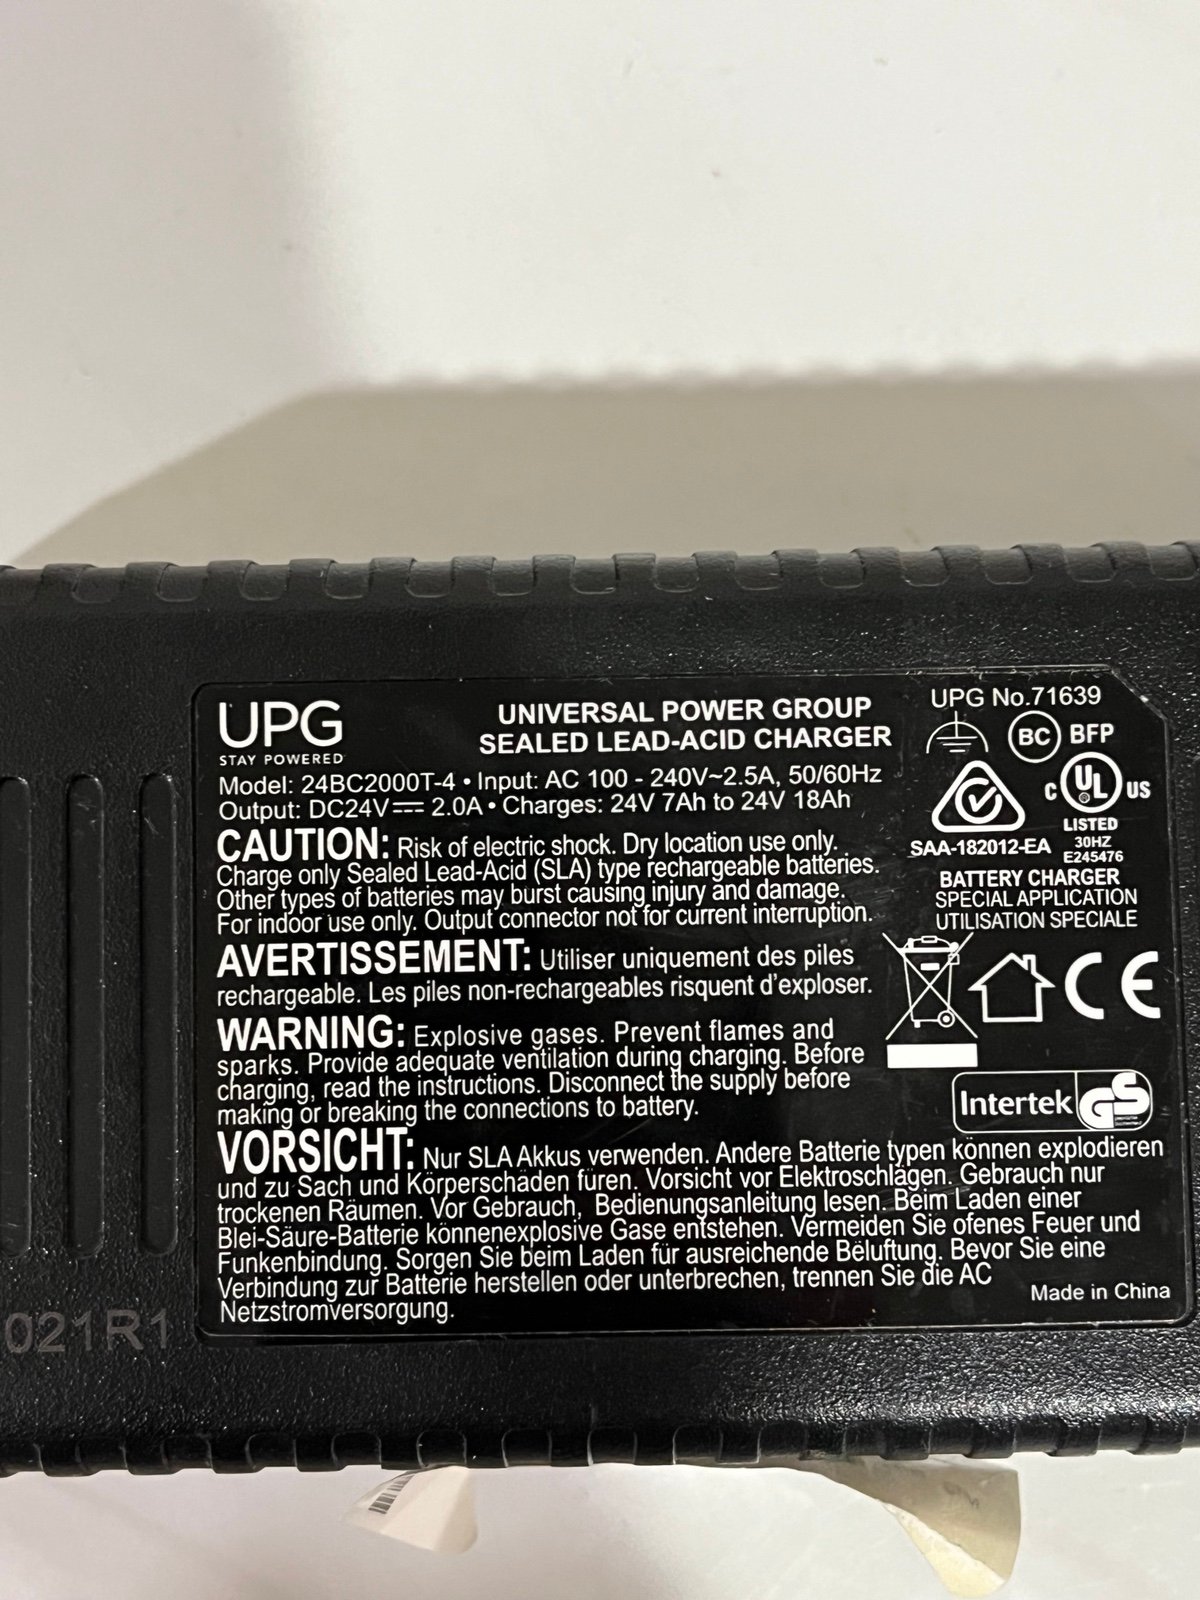 UPG
STAY POWERED
UNIVERSAL POWER GROUP
SEALED LEAD-ACID CHARGER
UPG No.71639
Model: 24BC2000T-4 • Input: AC 100 - 240V~2.5A, 50/60Hz
Output: DC24V⎓ 2.0A • Charges: 24V 7Ah to 24V 18Ah
BC BFP
C UL US
LISTED
30HZ
E245476
SAA-182012-EA
BATTERY CHARGER
SPECIAL APPLICATION
UTILISATION SPECIALE
CAUTION: Risk of electric shock. Dry location use only.
Charge only Sealed Lead-Acid (SLA) type rechargeable batteries.
Other types of batteries may burst causing injury and damage.
For indoor use only. Output connector not for current interruption.
AVERTISSEMENT: Utiliser uniquement des piles
rechargeable. Les piles non-rechargeables risquent d'exploser.
WARNING: Explosive gases. Prevent flames and
sparks. Provide adequate ventilation during charging. Before
charging, read the instructions. Disconnect the supply before
making or breaking the connections to battery.
CE
Intertek GS
VORSICHT: Nur SLA Akkus verwenden. Andere Batterie typen können explodieren
und zu Sach und Körperschäden füren. Vorsicht vor Elektroschlägen. Gebrauch nur
trockenen Räumen. Vor Gebrauch, Bedienungsanleitung lesen. Beim Laden einer
Blei-Säure-Batterie könnenexplosive Gase entstehen. Vermeiden Sie ofenes Feuer und
Funkenbindung. Sorgen Sie beim Laden für ausreichende Belüftung. Bevor Sie eine
Verbindung zur Batterie herstellen oder unterbrechen, trennen Sie die AC
Netzstromversorgung.
Made in China
021R1